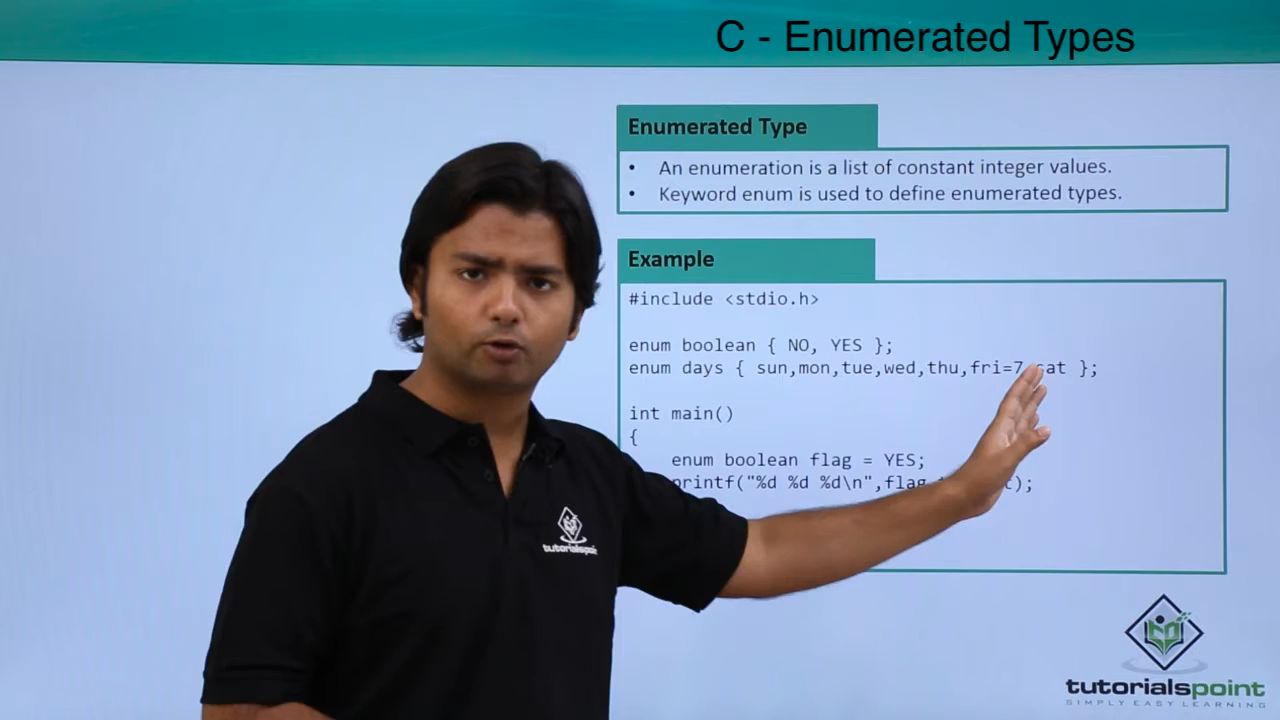 C - Enumerated Types
Enumerated Type
• An enumeration is a list of constant integer values.
• Keyword enum is used to define enumerated types.
Example
#include <stdio.h>
enum boolean { NO, YES };
enum days { sun,mon,tue,wed,thu,fri=7,sat };
int main()
{
enum boolean flag = YES;
printf("%d %d %d\n",flag );
tutorialspoint
tutorialspoint
SIMPLY EASY LEARNING